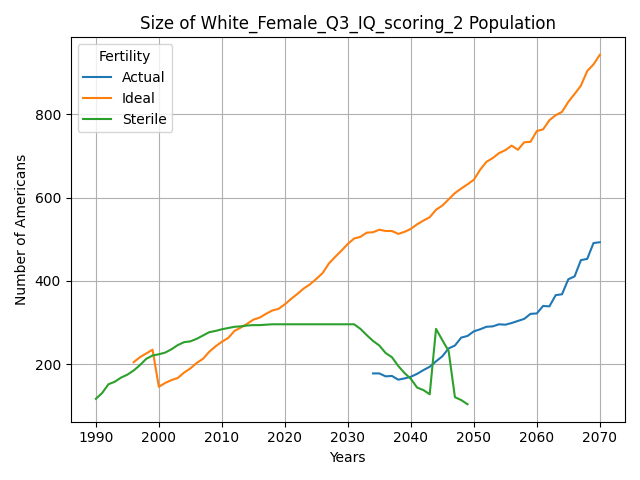 Size of White_Female_Q3_IQ_scoring_2 Population
Fertility
Actual
Ideal
Sterile
Number of Americans
800
600
400
200
1990
2000
2010
2020
2030
2040
2050
2060
2070
Years